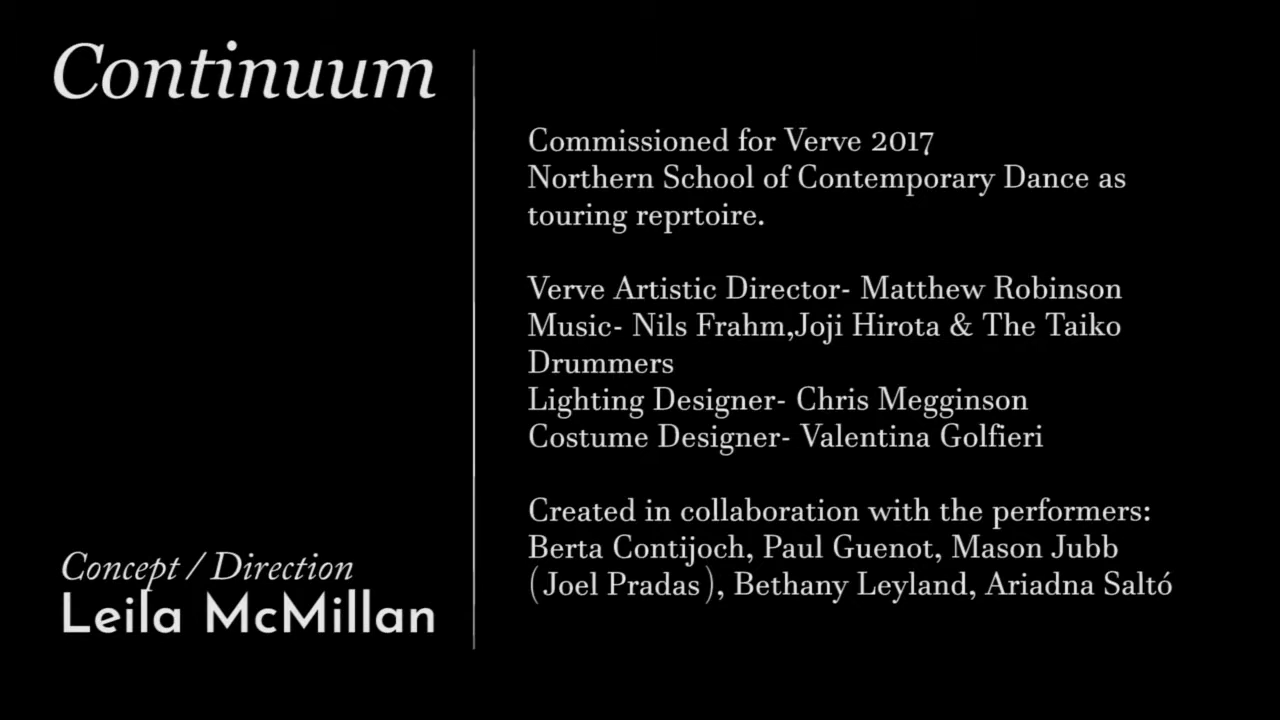 Continuum
Commissioned for Verve 2017
Northern School of Contemporary Dance as
touring reprtoire.
Verve Artistic Director- Matthew Robinson
Music- Nils Frahm,Joji Hirota & The Taiko
Drummers
Lighting Designer- Chris Megginson
Costume Designer- Valentina Golfieri
Created in collaboration with the performers:
Berta Contijoch, Paul Guenot, Mason Jubb
(Joel Pradas), Bethany Leyland, Ariadna Saltó
Concept / Direction
Leila McMillan